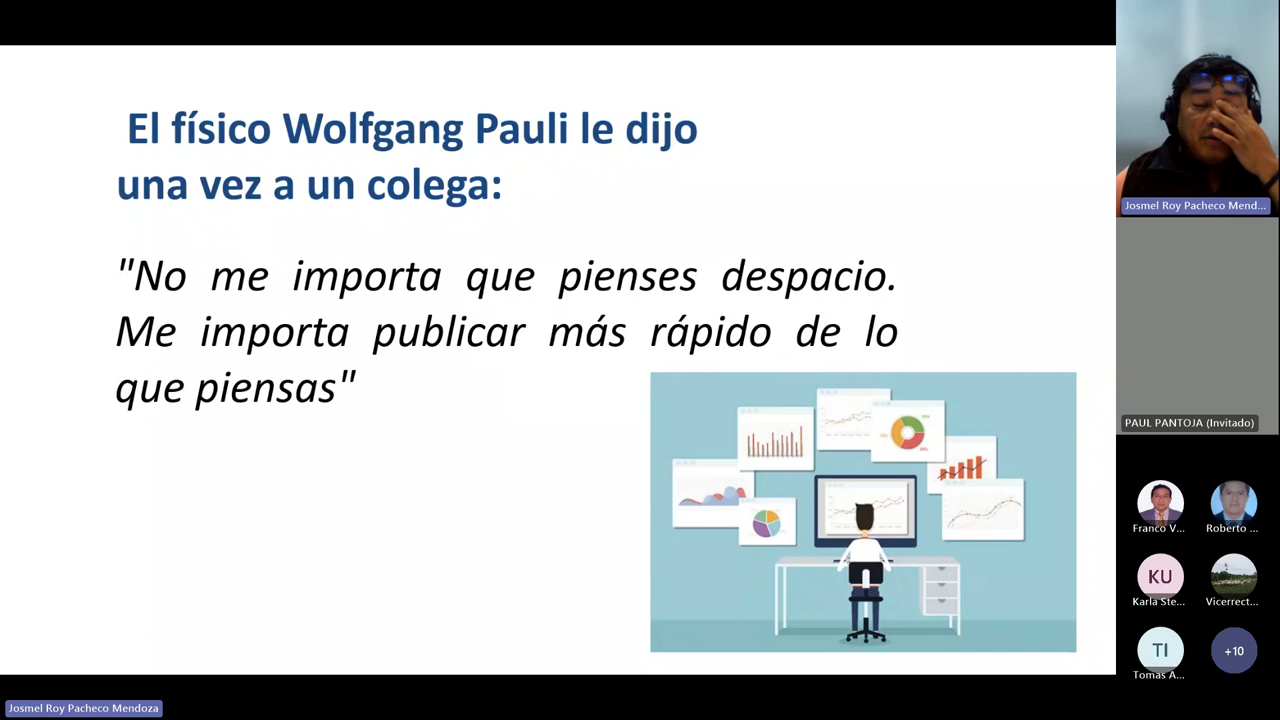 El físico Wolfgang Pauli le dijo
una vez a un colega:
"No me importa que pienses despacio.
Me importa publicar más rápido de lo
que piensas"
Josmel Roy Pacheco Mend...
PAUL PANTOJA (Invitado)
Franco V...
Roberto ...
KU
Karla Ste...
Vicerrect...
TI
Tomas A...
+10
Josmel Roy Pacheco Mendoza